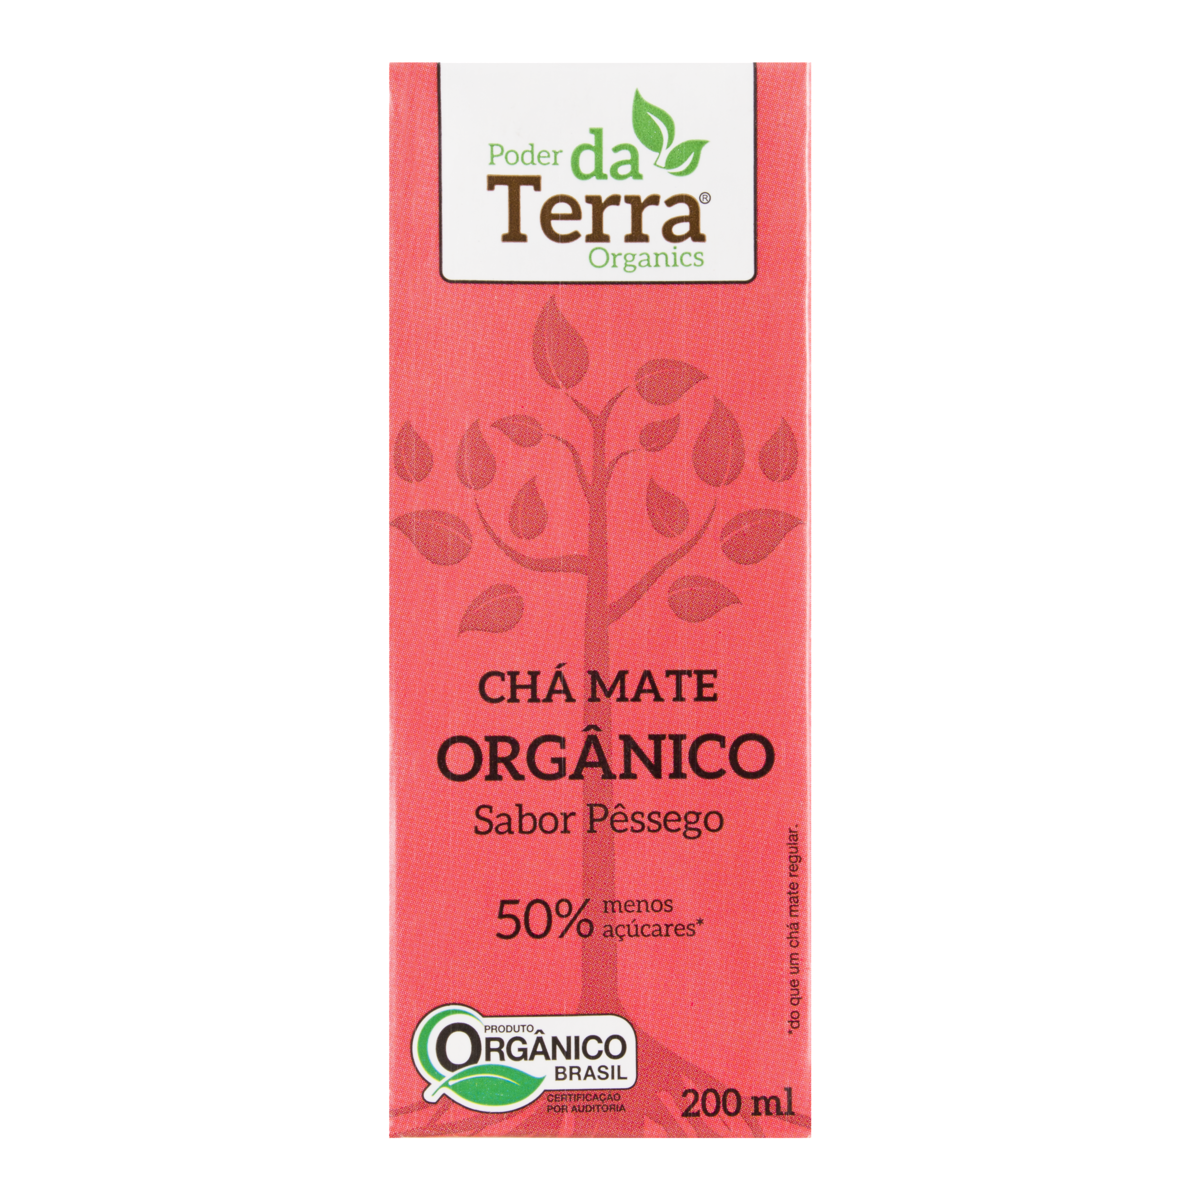 Poder da
Terra®
Organics
CHÁ MATE
ORGÂNICO
Sabor Pêssego
50% menos
açúcares*
*do que um chá mate regular.
PRODUTO
ORGÂNICO
BRASIL
CERTIFICAÇÃO
POR AUDITORIA
200 ml